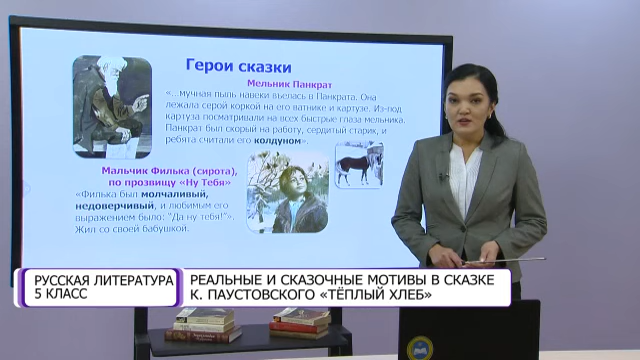 Герои сказки
Мельник Панкрат
«...мучная пыль навеки въелась в Панкрата. Она
лежала серой коркой на его ватнике и картузе. Из-под
картуза посматривали на всех быстрые глаза мельника.
Панкрат был скорый на работу, сердитый старик, и
ребята считали его колдуном».
Мальчик Филька (сирота),
по прозвищу «Ну Тебя»
«Филька был молчаливый,
недоверчивый, и любимым его
выражением было: "Да ну тебя!"».
Жил со своей бабушкой.
РУССКАЯ ЛИТЕРАТУРА
5 КЛАСС
РЕАЛЬНЫЕ И СКАЗОЧНЫЕ МОТИВЫ В СКАЗКЕ
К. ПАУСТОВСКОГО «ТЁПЛЫЙ ХЛЕБ»